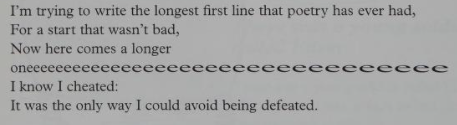 I'm trying to write the longest first line that poetry has ever had,
For a start that wasn't bad,
Now here comes a longer
oneeeeeeeeeeeeeeeeeeeeeeeeeeeeeeeeeee
I know I cheated:
It was the only way I could avoid being defeated.